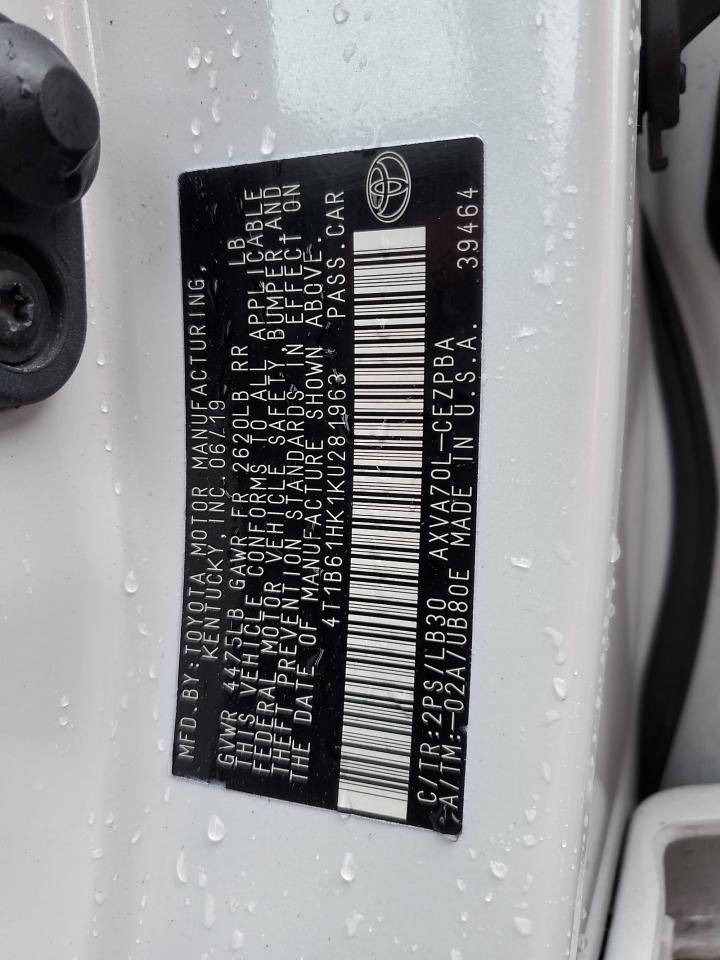 MFD. BY: TOYOTA MOTOR MANUFACTURING,
KENTUCKY, INC. 06/19
GVWR 4475LB GAWR FR 2620LB RR LB
THIS VEHICLE CONFORMS TO ALL APPLICABLE
FEDERAL MOTOR VEHICLE SAFETY, BUMPER, AND
THEFT PREVENTION STANDARDS IN EFFECT ON
THE DATE OF MANUFACTURE SHOWN ABOVE.
4T1B61HK1KU281963 PASS.CAR
C/TR:2PS/LB30 AXVA70L-CEZPBA
A/TM:-02A/UB80E MADE IN U.S.A. 39464